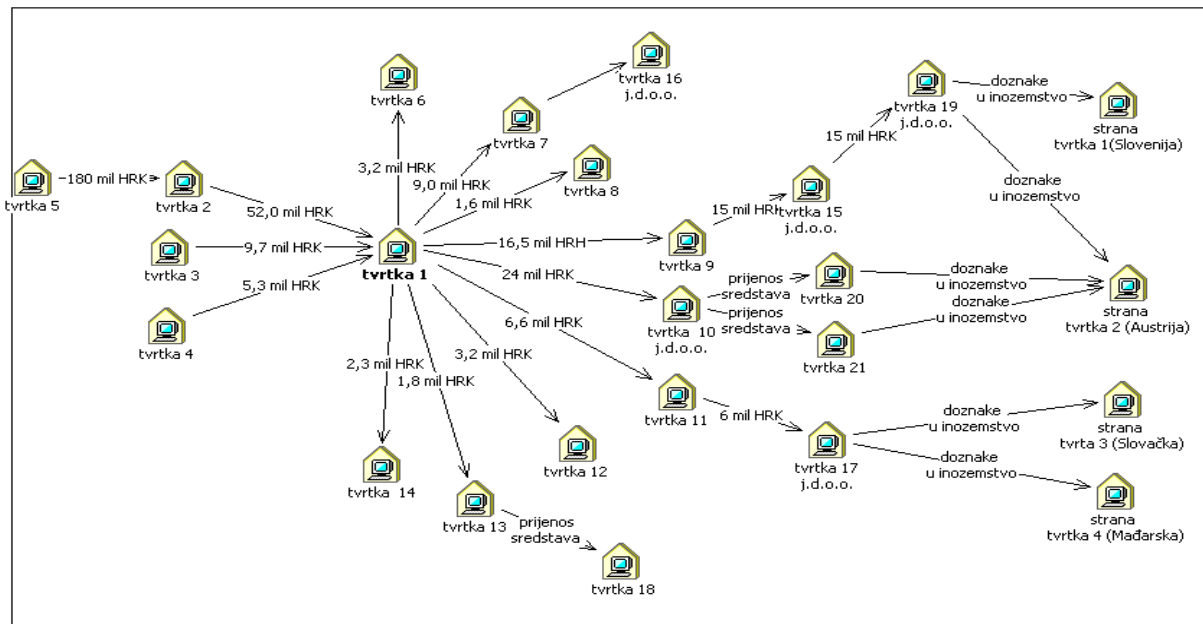 tvrtka 6
tvrtka 16
j.d.o.o.
tvrtka 7
tvrtka 19
j.d.o.o.
doznake
u inozemstvo
strana
tvrtka 1(Slovenija)
3,2 mil HRK
9,0 mil HRK
1,6 mil HRK
tvrtka 8
15 mil HRK
doznake
u inozemstvo
tvrtka 5
180 mil HRK
tvrtka 2
52,0 mil HRK
15 mil HRK
tvrtka 15
j.d.o.o.
tvrtka 3
9,7 mil HRK
tvrtka 1
16,5 mil HRH
tvrtka 9
tvrtka 4
5,3 mil HRK
24 mil HRK
tvrtka 10
j.d.o.o.
prijenos
sredstava
prijenos
sredstava
tvrtka 20
tvrtka 21
doznake
u inozemstvo
doznake
u inozemstvo
strana
tvrtka 2 (Austrija)
6,6 mil HRK
2,3 mil HRK
1,8 mil HRK
3,2 mil HRK
tvrtka 11
6 mil HRK
tvrtka 17
j.d.o.o.
doznake
u inozemstvo
strana
tvrta 3 (Slovačka)
doznake
u inozemstvo
strana
tvrtka 4 (Mađarska)
tvrtka 12
tvrtka 14
tvrtka 13
prijenos
sredstava
tvrtka 18